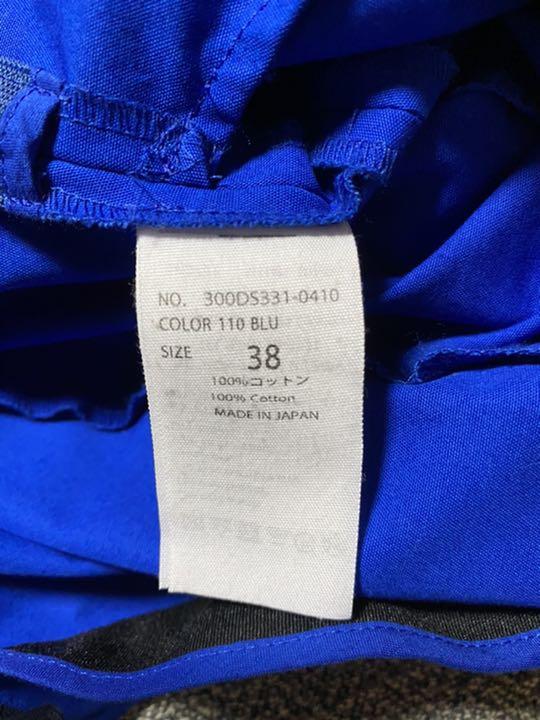 NO. 300DS331-0410
COLOR 110 BLU
SIZE 38
100%コットン
100% Cotton
MADE IN JAPAN